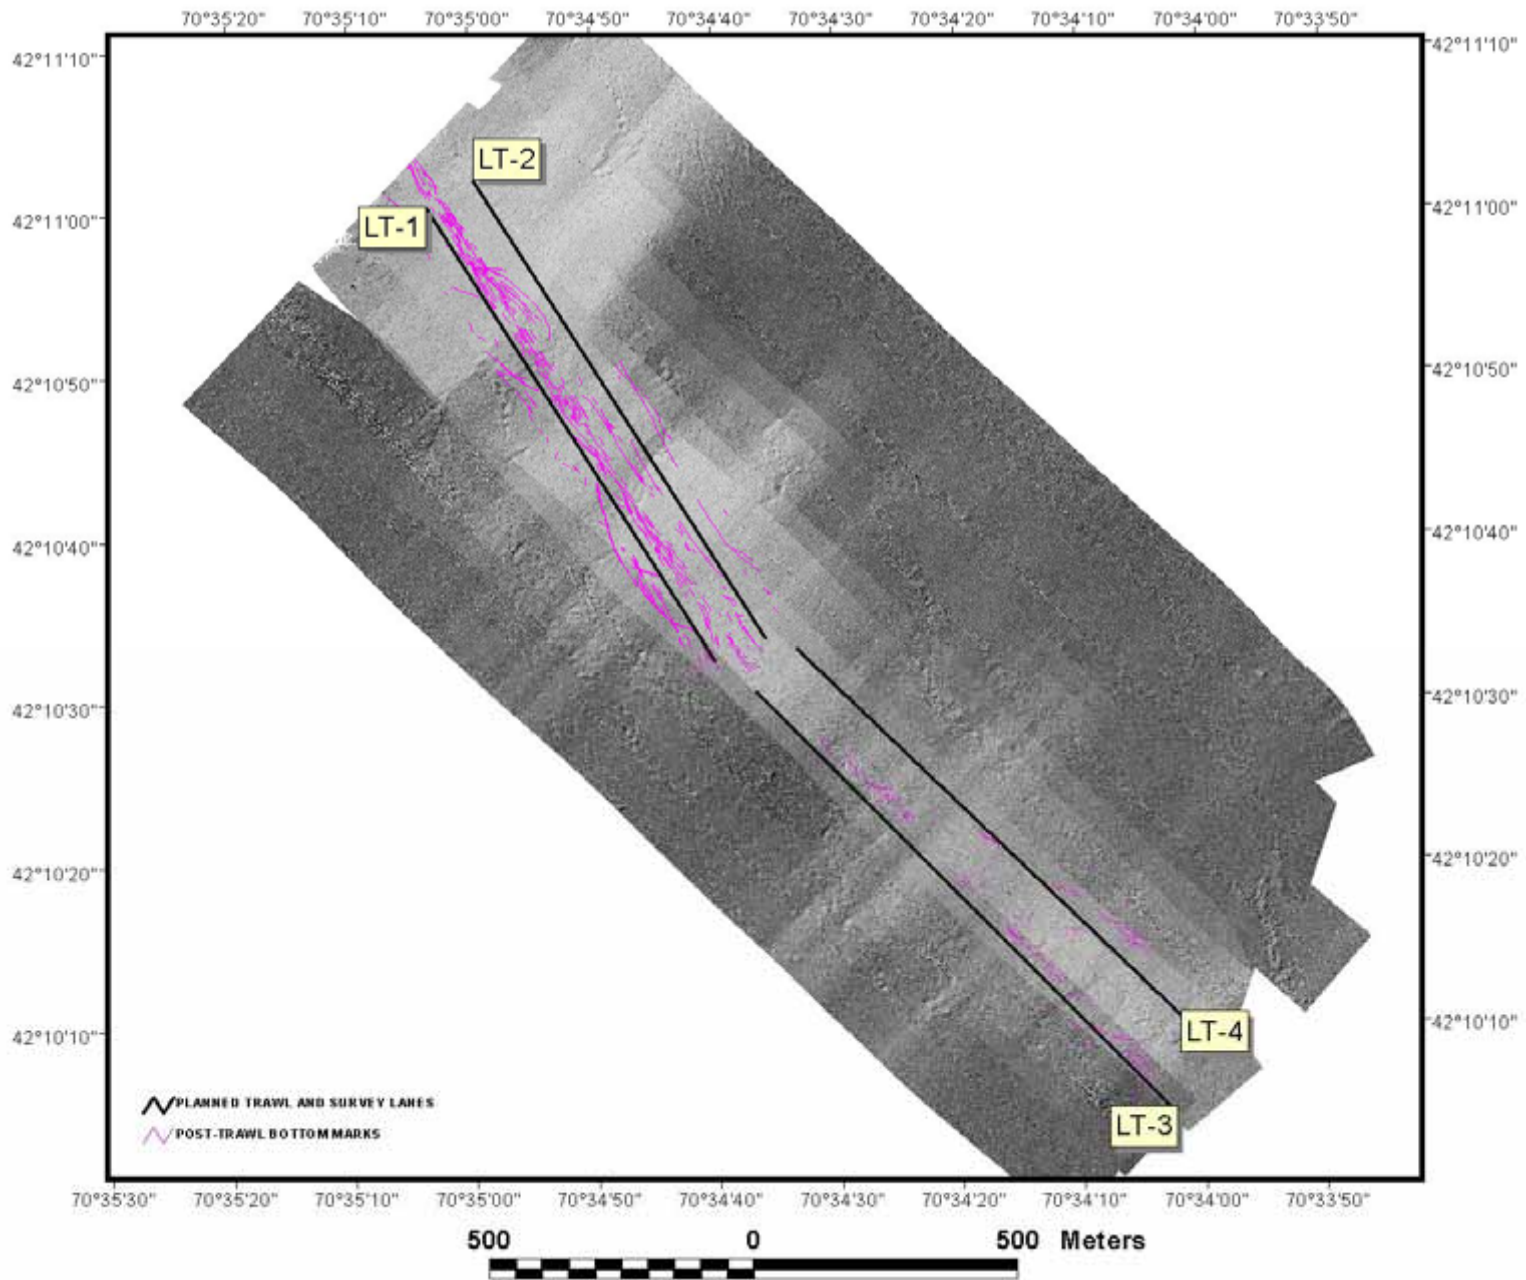 70°35'20" 70°35'10" 70°35'00" 70°34'50" 70°34'40" 70°34'30" 70°34'20" 70°34'10" 70°34'00" 70°33'50"
42°11'10" 42°11'10"
LT-2
42°11'00" LT-1 42°11'00"
42°10'50" 42°10'50"
42°10'40" 42°10'40"
42°10'30" 42°10'30"
42°10'20" 42°10'20"
42°10'10" LT-4 42°10'10"
PLANNED TRAWL AND SURVEY LANES
LT-3
POST-TRAWL BOTTOM MARKS
70°35'30" 70°35'20" 70°35'10" 70°35'00" 70°34'50" 70°34'40" 70°34'30" 70°34'20" 70°34'10" 70°34'00" 70°33'50"
500 0 500 Meters